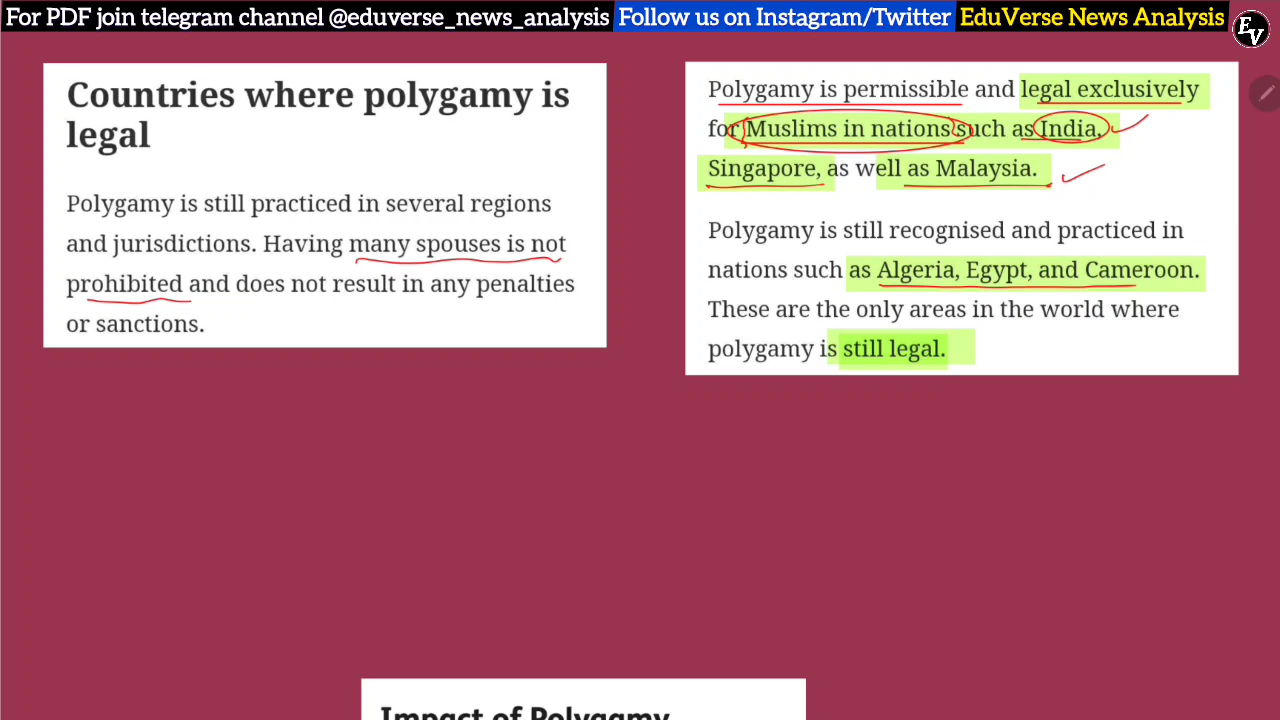 For PDF join telegram channel @eduverse_news_analysis Follow us on Instagram/Twitter EduVerse News Analysis
EV
Countries where polygamy is
legal
Polygamy is still practiced in several regions
and jurisdictions. Having many spouses is not
prohibited and does not result in any penalties
or sanctions.
Polygamy is permissible and legal exclusively
for Muslims in nations such as India,
Singapore, as well as Malaysia.
Polygamy is still recognised and practiced in
nations such as Algeria, Egypt, and Cameroon.
These are the only areas in the world where
polygamy is still legal.
Impact of Polygamy